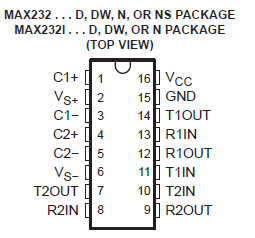 MAX232 . . . D, DW, N, OR NS PACKAGE
MAX232I . . . D, DW, OR N PACKAGE
(TOP VIEW)
C1+ 1 16 VCC
VS+ 2 15 GND
C1− 3 14 T1OUT
C2+ 4 13 R1IN
C2− 5 12 R1OUT
VS− 6 11 T1IN
T2OUT 7 10 T2IN
R2IN 8 9 R2OUT